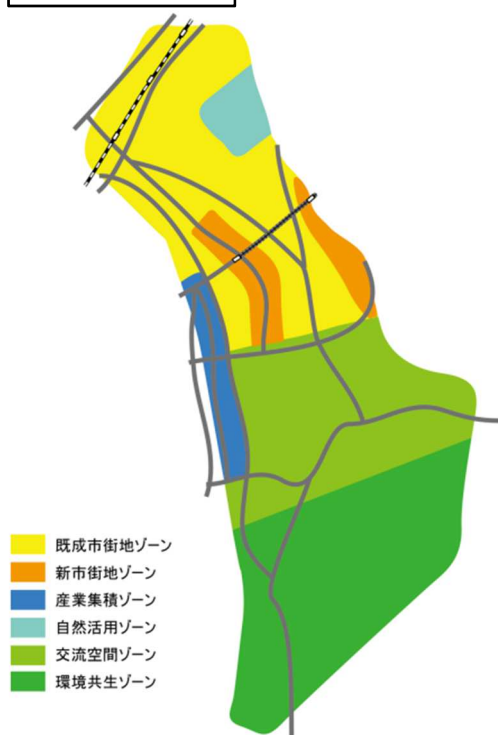 既成市街地ゾーン
新市街地ゾーン
産業集積ゾーン
自然活用ゾーン
交流空間ゾーン
環境共生ゾーン